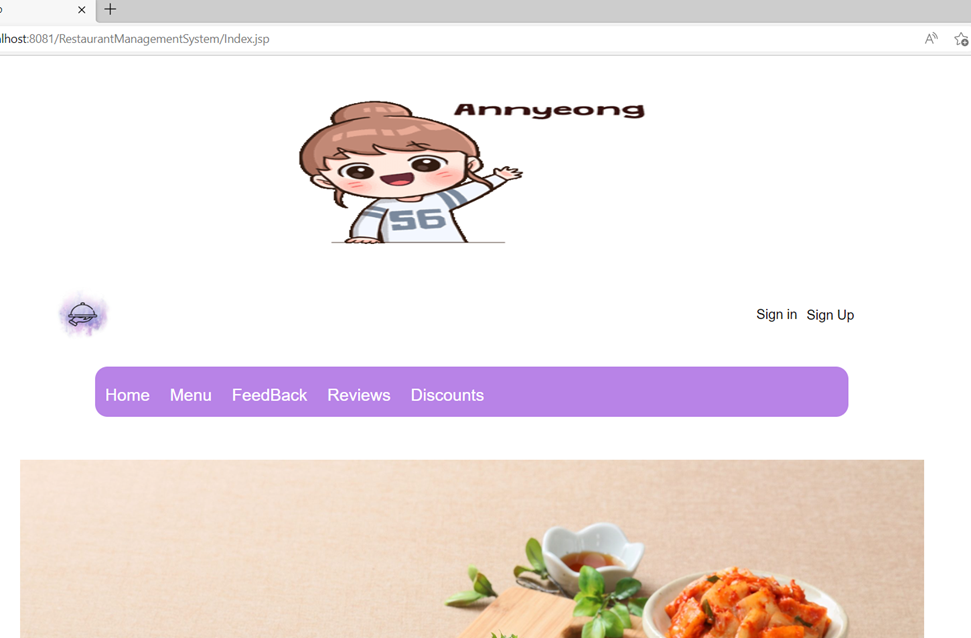 lhost:8081/RestaurantManagementSystem/Index.jsp
Annyeong
56
Sign in Sign Up
Home Menu FeedBack Reviews Discounts